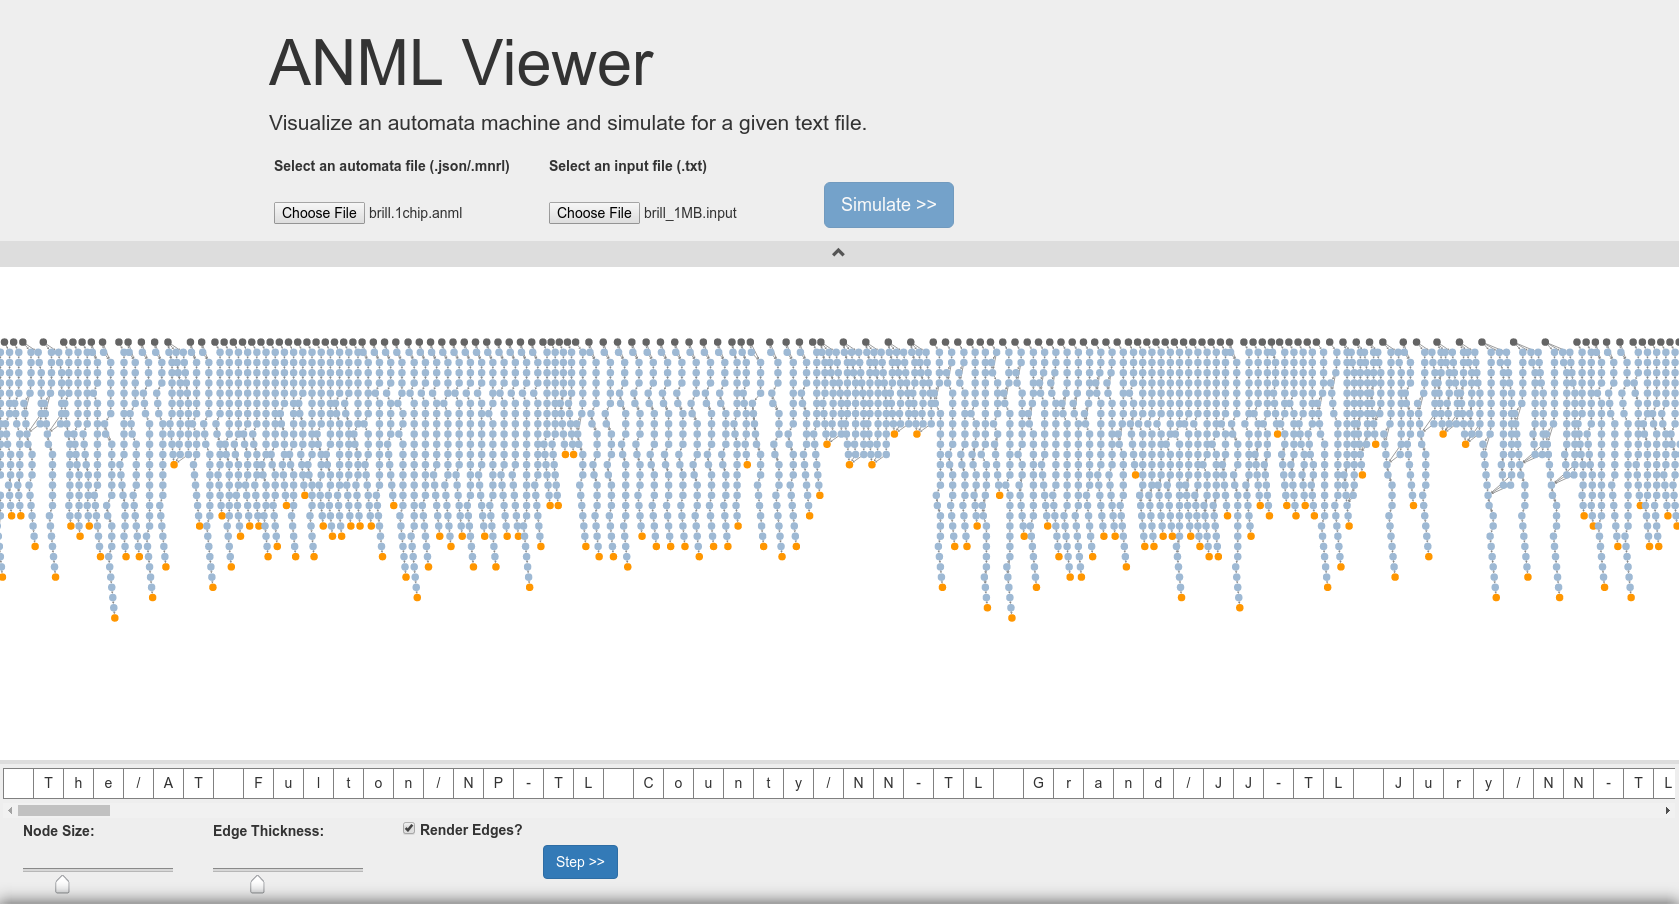 ANML Viewer
Visualize an automata machine and simulate for a given text file.
Select an automata file (.json/.mnrl) Select an input file (.txt)
Choose File brill.1chip.anml Choose File brill_1MB.input Simulate >>
T h e / A T F u l t o n / N P - T L C o u n t y / N N - T L G r a n d / J J - T L J u r y / N N - T L
Node Size: Edge Thickness: Render Edges?
Step >>